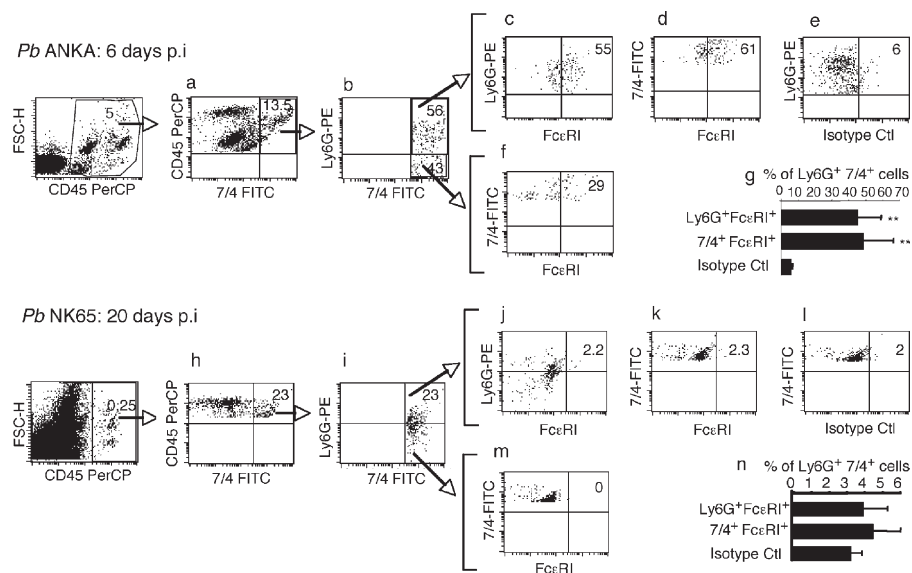 Pb ANKA: 6 days p.i
FSC-H
5
CD45 PerCP
a
CD45 PerCP
13.5
7/4 FITC
b
Ly6G-PE
56
43
7/4 FITC
c
Ly6G-PE
55
FcεRI
d
7/4-FITC
61
FcεRI
e
Ly6G-PE
6
Isotype Ctl
f
7/4-FITC
29
FcεRI
g
% of Ly6G+ 7/4+ cells
0 10 20 30 40 50 60 70
Ly6G+FcεRI+ **
7/4+ FcεRI+ **
Isotype Ctl
Pb NK65: 20 days p.i
FSC-H
0.25
CD45 PerCP
h
CD45 PerCP
23
7/4 FITC
i
Ly6G-PE
23
7/4 FITC
j
Ly6G-PE
2.2
FcεRI
k
7/4-FITC
2.3
FcεRI
l
7/4-FITC
2
Isotype Ctl
m
7/4-FITC
0
FcεRI
n
% of Ly6G+ 7/4+ cells
0 1 2 3 4 5 6
Ly6G+FcεRI+
7/4+ FcεRI+
Isotype Ctl